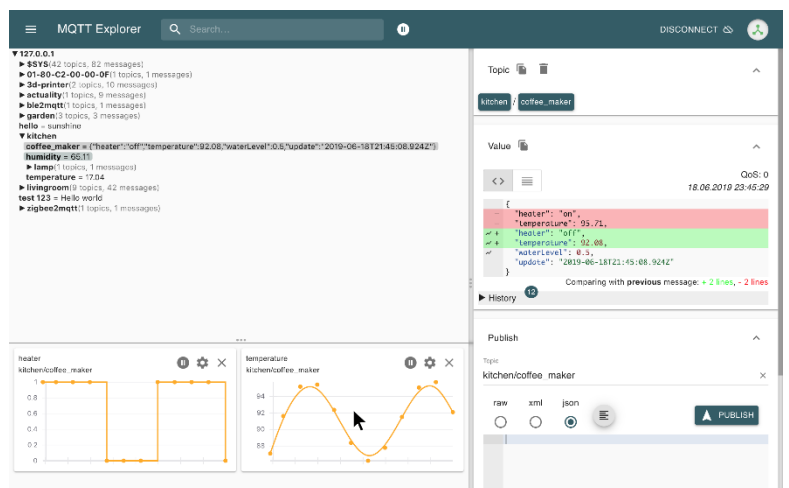 MQTT Explorer
Search...
DISCONNECT
127.0.0.1
$SYS(42 topics, 82 messages)
01-80-C2-00-00-0F(1 topics, 1 messages)
3d-printer(2 topics, 10 messages)
actuality(1 topics, 9 messages)
ble2mqtt(1 topics, 1 messages)
garden(3 topics, 3 messages)
hello = sunshine
kitchen
coffee_maker = {"heater":"off","temperature":92.08,"waterLevel":0.5,"update":"2019-06-18T21:45:08.924Z"}
humidity = 65.11
lamp(1 topics, 1 messages)
temperature = 17.04
livingroom(9 topics, 42 messages)
test 123 = Hello world
zigbee2mqtt(1 topics, 1 messages)
heater
kitchen/coffee_maker
1
0.8
0.6
0.4
0.2
0
temperature
kitchen/coffee_maker
94
92
90
88
Topic
kitchen / coffee_maker
Value
QoS: 0
18.06.2019 23:45:29
{
- "heater": "on",
- "temperature": 95.71,
+ "heater": "off",
+ "temperature": 92.08,
"waterLevel": 0.5,
"update": "2019-06-18T21:45:08.924Z"
}
Comparing with previous message: + 2 lines, - 2 lines
History 12
Publish
Topic
kitchen/coffee_maker
raw xml json
PUBLISH